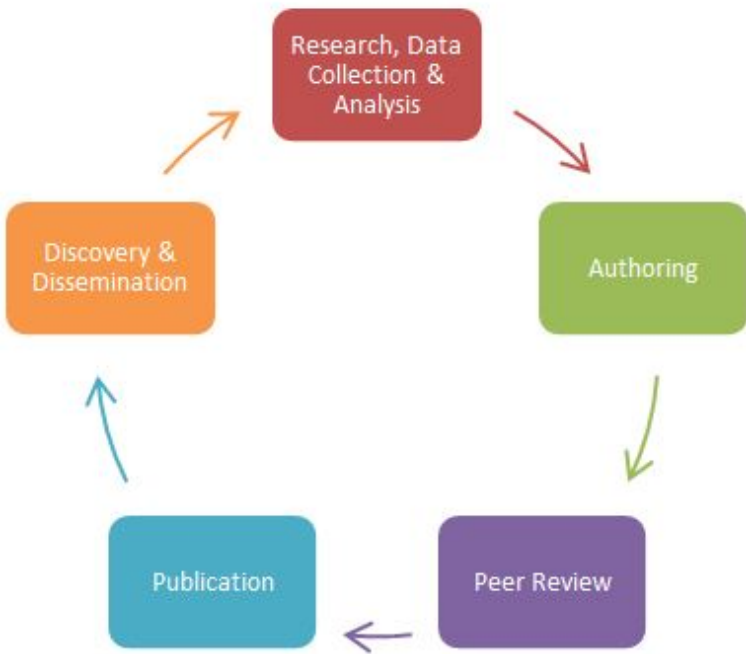 Research, Data
Collection &
Analysis
Authoring
Peer Review
Publication
Discovery &
Dissemination